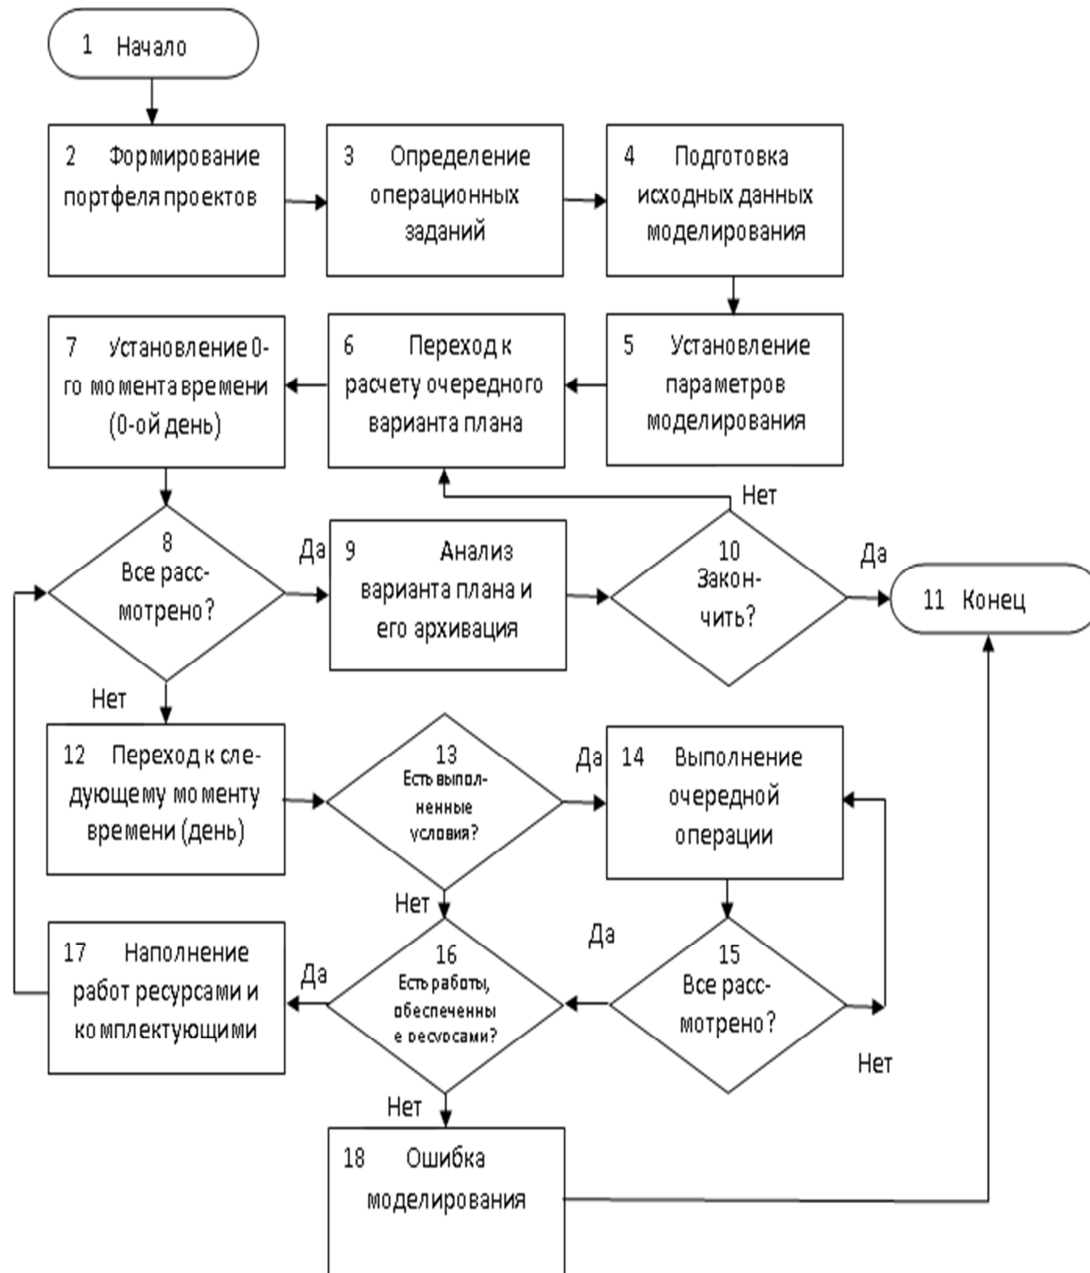 1 Начало
2 Формирование
портфеля проектов
3 Определение
операционных
заданий
4 Подготовка
исходных данных
моделирования
7 Установление 0-
го момента времени
(0-ой день)
6 Переход к
расчету очередного
варианта плана
5 Установление
параметров
моделирования
Нет
8
Все расс-
мотрено?
Да
9 Анализ
варианта плана и
его архивация
10
Закон-
чить?
Да
11 Конец
Нет
12 Переход к сле-
дующему моменту
времени (день)
13
Есть выпол-
ненные
условия?
Да
14 Выполнение
очередной
операции
Нет
17 Наполнение
работ ресурсами и
комплектующими
Да
16
Есть работы,
обеспеченны
е ресурсами?
Да
15
Все расс-
мотрено?
Нет
Нет
18 Ошибка
моделирования